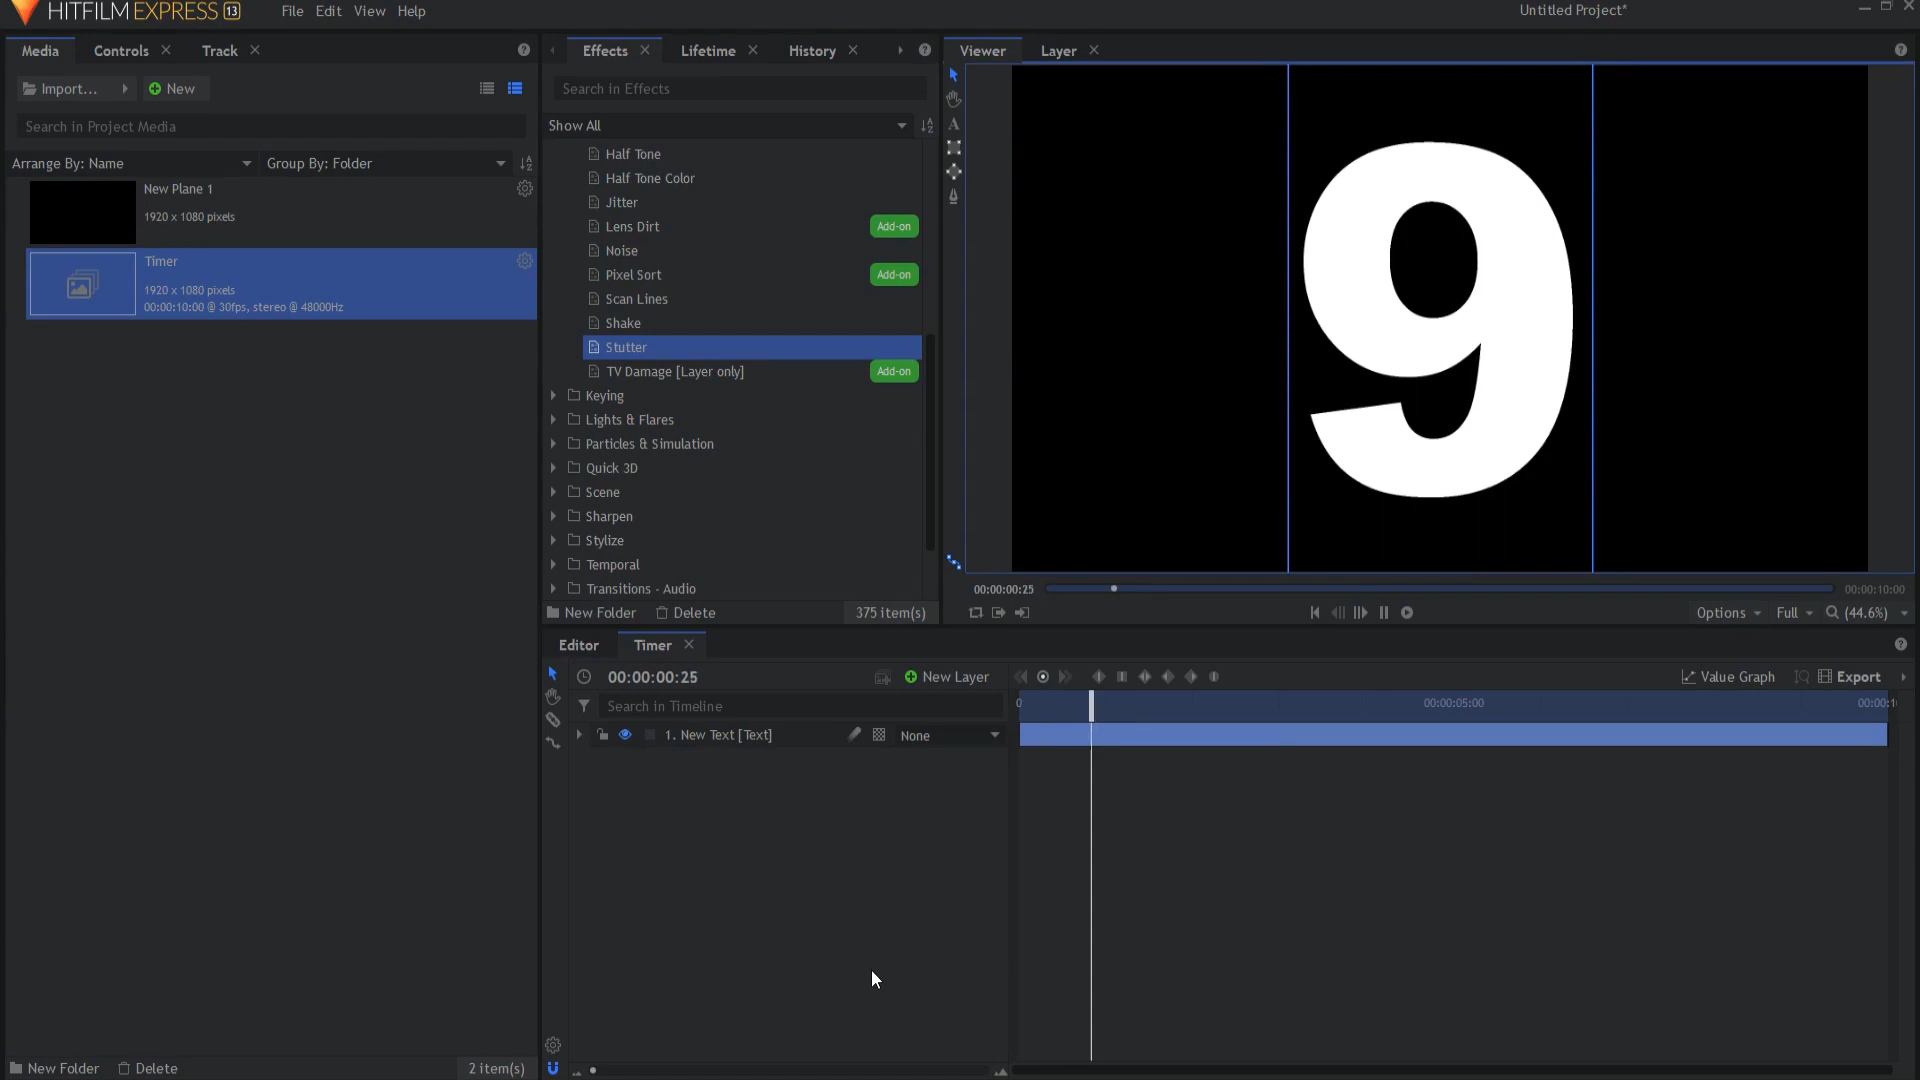 HITFILM EXPRESS 13
File Edit View Help
Untitled Project*
Media
Controls
Track
Import...
New
Search in Project Media
Arrange By: Name
Group By: Folder
New Plane 1
1920 x 1080 pixels
Timer
1920 x 1080 pixels
00:00:10:00 @ 30fps, stereo @ 48000Hz
New Folder
Delete
2 item(s)
Effects
Lifetime
History
Search in Effects
Show All
Half Tone
Half Tone Color
Jitter
Lens Dirt Add-on
Noise
Pixel Sort Add-on
Scan Lines
Shake
Stutter
TV Damage [Layer only] Add-on
Keying
Lights & Flares
Particles & Simulation
Quick 3D
Scene
Sharpen
Stylize
Temporal
Transitions - Audio
New Folder
Delete
375 item(s)
Viewer
Layer
A
9
00:00:00:25
00:00:10:00
Options
Full
(44.6%)
Editor
Timer
00:00:00:25
New Layer
Value Graph
Export
Search in Timeline
0
00:00:05:00
1. New Text [Text]
None